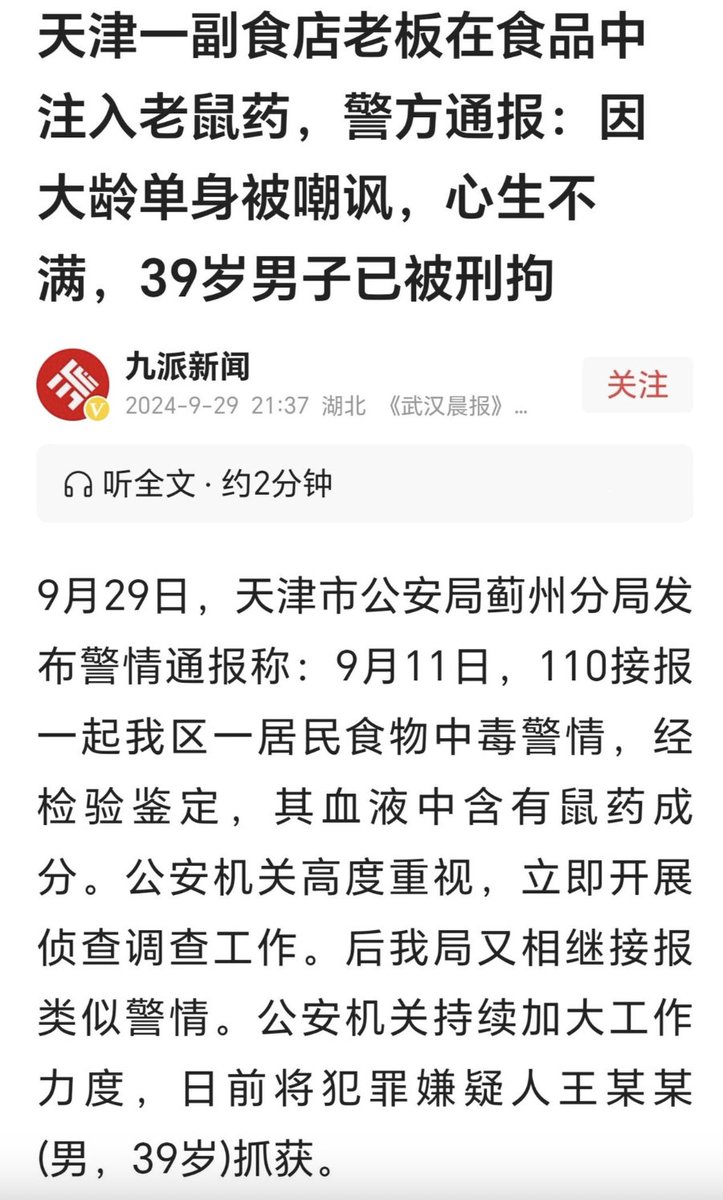 天津一副食店老板在食品中
注入老鼠药，警方通报：因
大龄单身被嘲讽，心生不
满，39岁男子已被刑拘
九派新闻
2024-9-29 21:37 湖北 《武汉晨报》...
关注
听全文·约2分钟
9月29日，天津市公安局蓟州分局发
布警情通报称：9月11日，110接报
一起我区一居民食物中毒警情，经
检验鉴定，其血液中含有鼠药成
分。公安机关高度重视，立即开展
侦查调查工作。后我局又相继接报
类似警情。公安机关持续加大工作
力度，日前将犯罪嫌疑人王某某
(男，39岁)抓获。